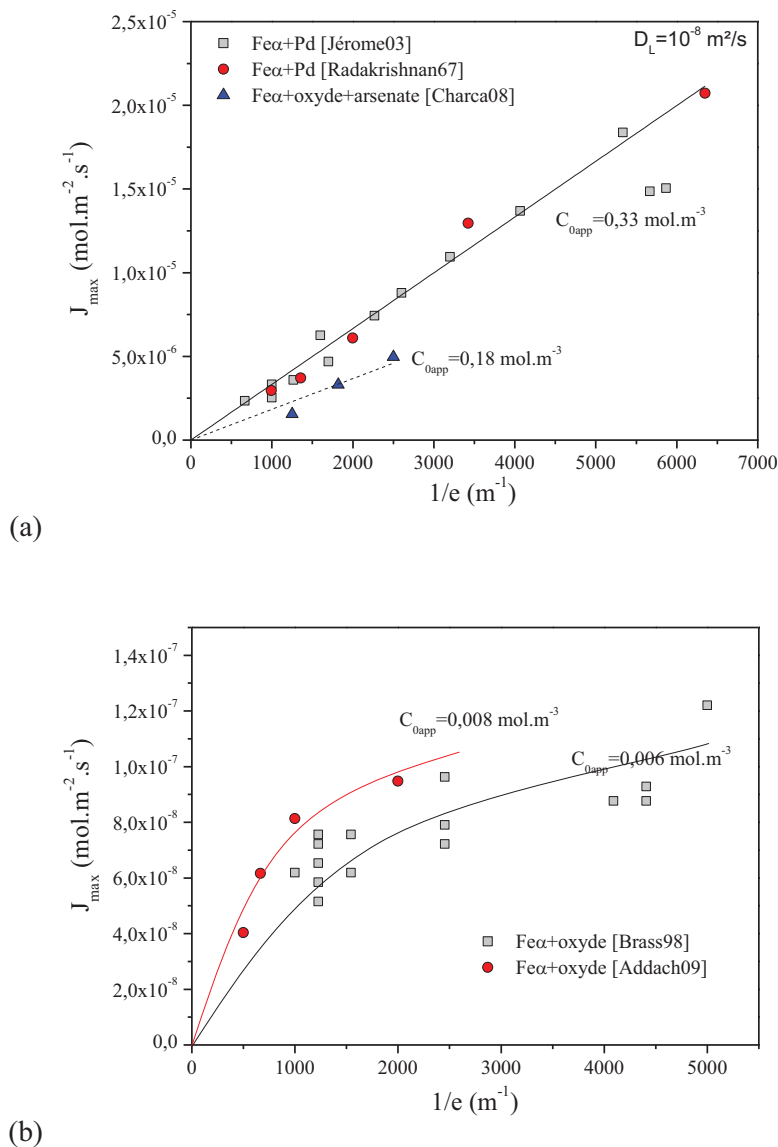 2,5x10⁻⁵
2,0x10⁻⁵
1,5x10⁻⁵
1,0x10⁻⁵
5,0x10⁻⁶
0,0
J_max (mol.m⁻².s⁻¹)
Feα+Pd [Jérome03]
Feα+Pd [Radakrishnan67]
Feα+oxyde+arsenate [Charca08]
D_L=10⁻⁸ m²/s
C_0app=0,33 mol.m⁻³
C_0app=0,18 mol.m⁻³
0 1000 2000 3000 4000 5000 6000 7000
1/e (m⁻¹)
(a)
1,4x10⁻⁷
1,2x10⁻⁷
1,0x10⁻⁷
8,0x10⁻⁸
6,0x10⁻⁸
4,0x10⁻⁸
2,0x10⁻⁸
0,0
J_max (mol.m⁻².s⁻¹)
C_0app=0,008 mol.m⁻³
C_0app=0,006 mol.m⁻³
Feα+oxyde [Brass98]
Feα+oxyde [Addach09]
0 1000 2000 3000 4000 5000
1/e (m⁻¹)
(b)